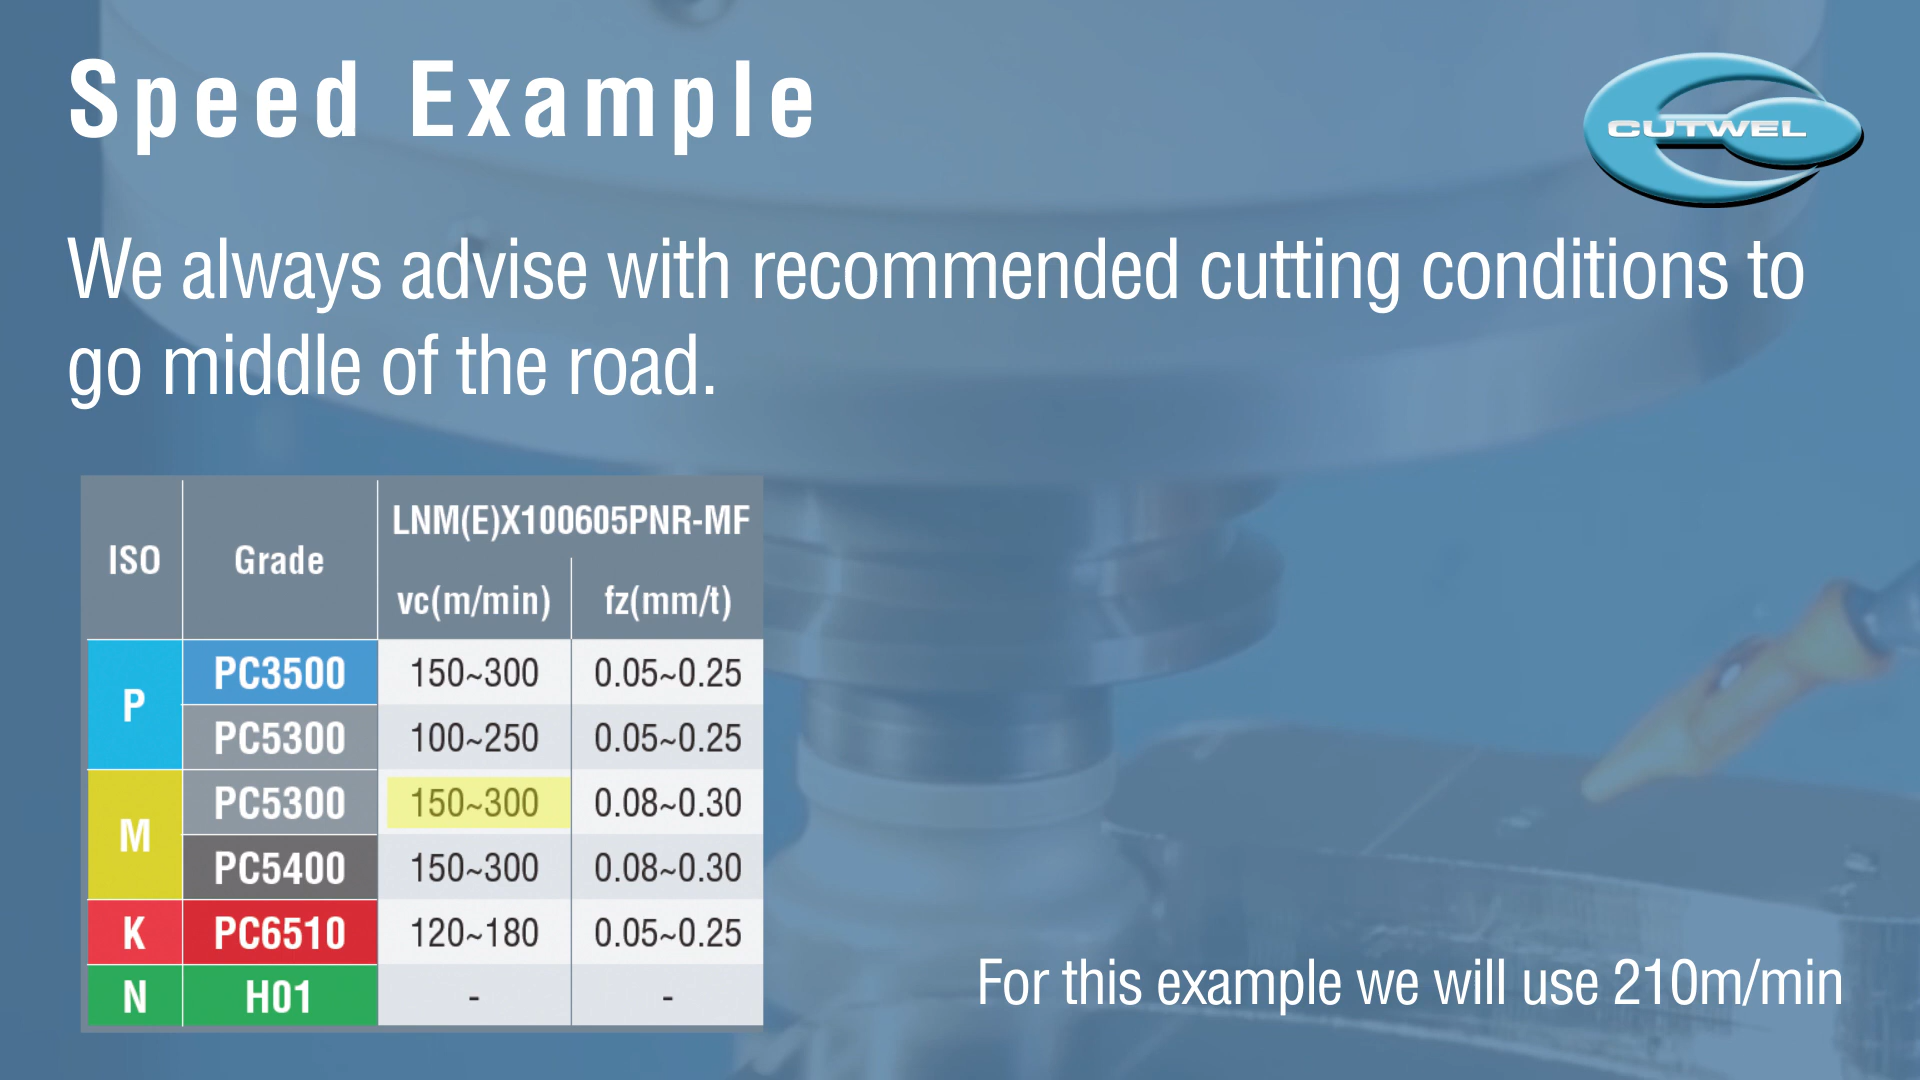 Speed Example
CUTWEL
We always advise with recommended cutting conditions to
go middle of the road.
ISO Grade LNM(E)X100605PNR-MF
vc(m/min) fz(mm/t)
P PC3500 150~300 0.05~0.25
PC5300 100~250 0.05~0.25
M PC5300 150~300 0.08~0.30
PC5400 150~300 0.08~0.30
K PC6510 120~180 0.05~0.25
N H01 - -
For this example we will use 210m/min